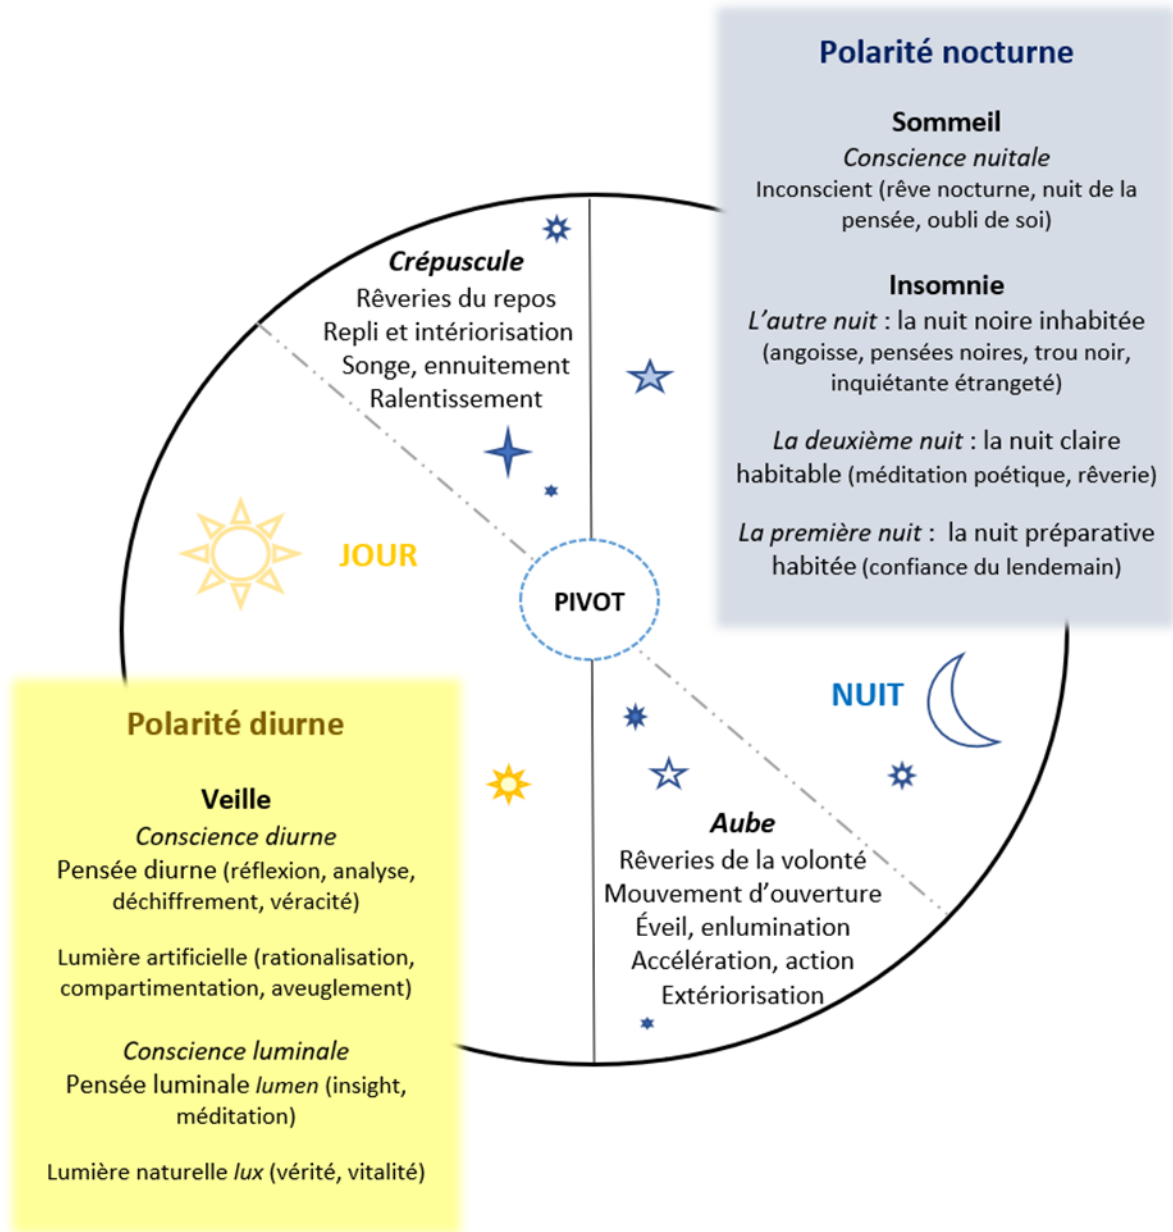 Polarité nocturne
Sommeil
Conscience nuitale
Inconscient (rêve nocturne, nuit de la
pensée, oubli de soi)
Insomnie
L'autre nuit : la nuit noire inhabitée
(angoisse, pensées noires, trou noir,
inquiétante étrangeté)
La deuxième nuit : la nuit claire
habitable (méditation poétique, rêverie)
La première nuit : la nuit préparative
habitée (confiance du lendemain)
Crépuscule
Rêveries du repos
Repli et intériorisation
Songe, ennuitement
Ralentissement
JOUR
PIVOT
NUIT
Aube
Rêveries de la volonté
Mouvement d'ouverture
Éveil, enlumination
Accélération, action
Extériorisation
Polarité diurne
Veille
Conscience diurne
Pensée diurne (réflexion, analyse,
déchiffrement, véracité)
Lumière artificielle (rationalisation,
compartimentation, aveuglement)
Conscience luminale
Pensée luminale lumen (insight,
méditation)
Lumière naturelle lux (vérité, vitalité)